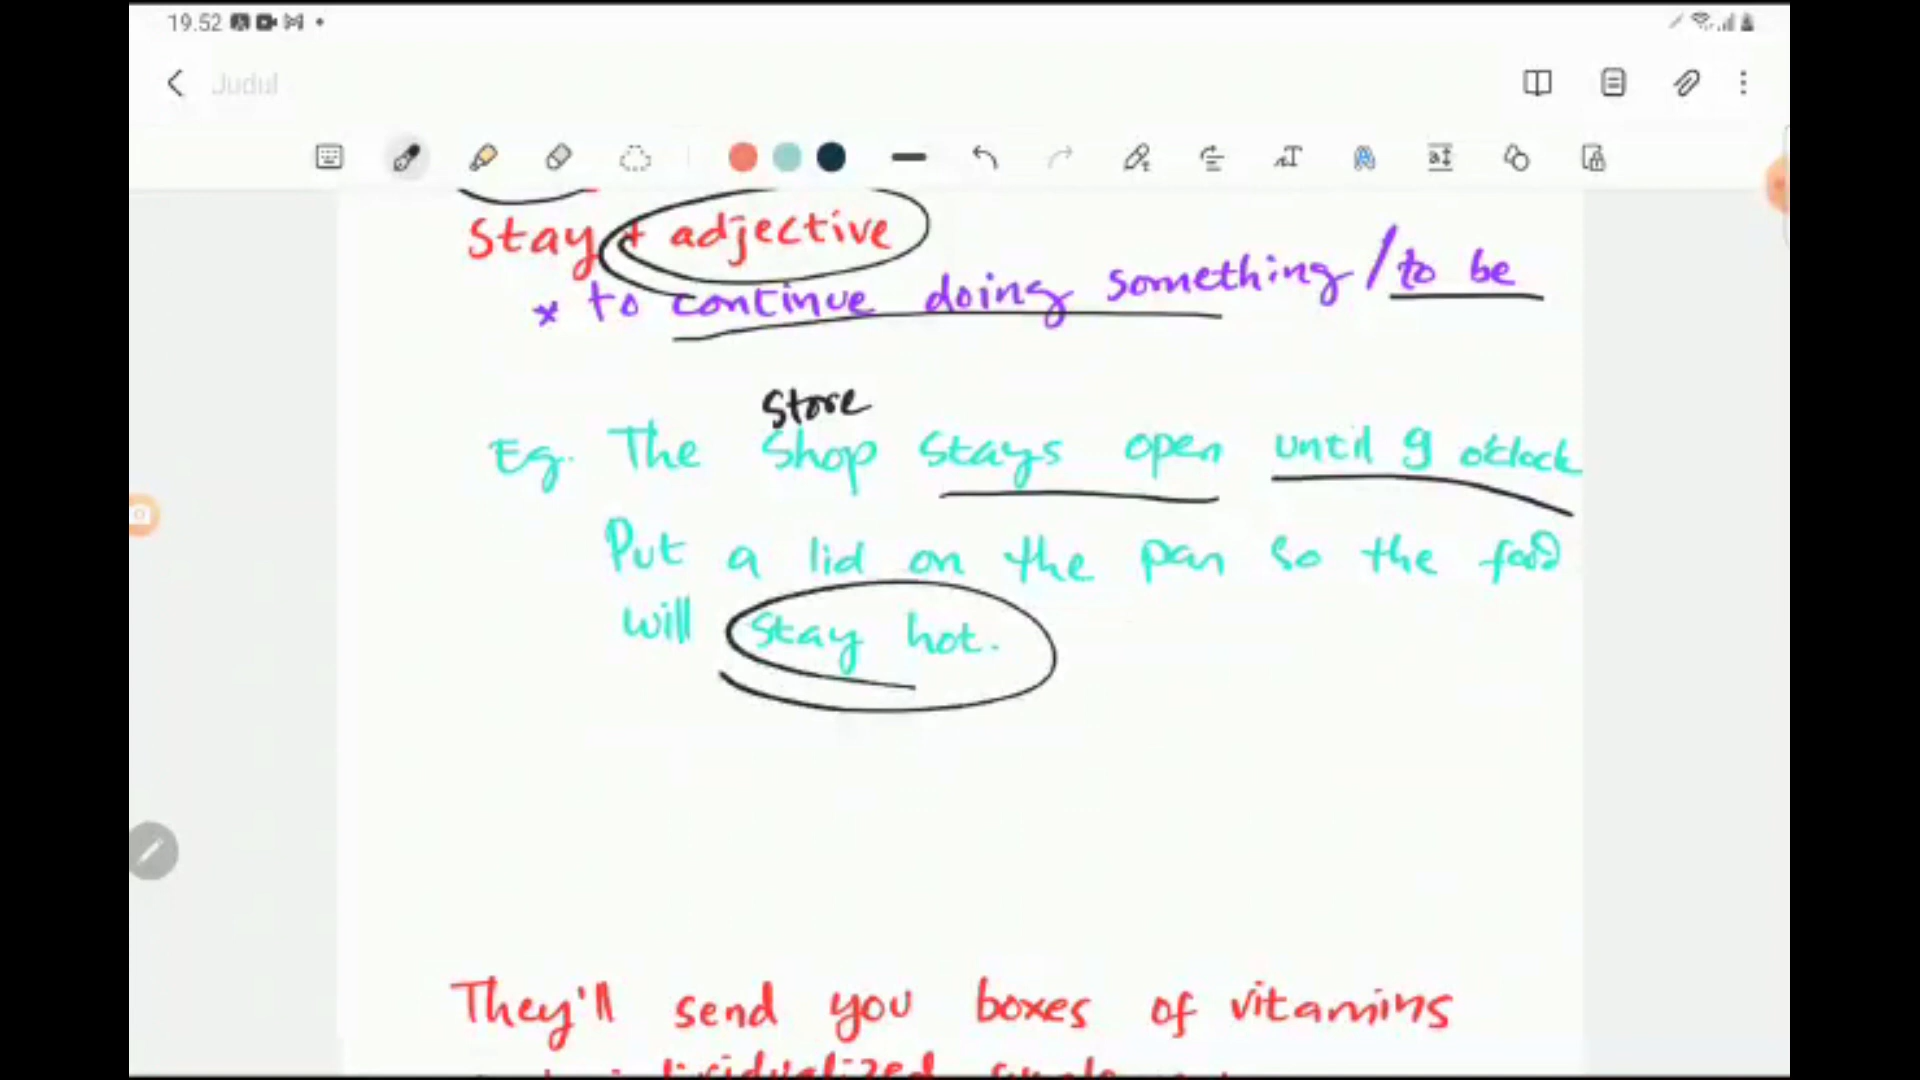 19.52
Judul
Stay + adjective
* to continue doing something / to be
Store
Eg. The Shop stays open until 9 o'clock
Put a lid on the pan so the food
will stay hot.
They'll send you boxes of vitamins